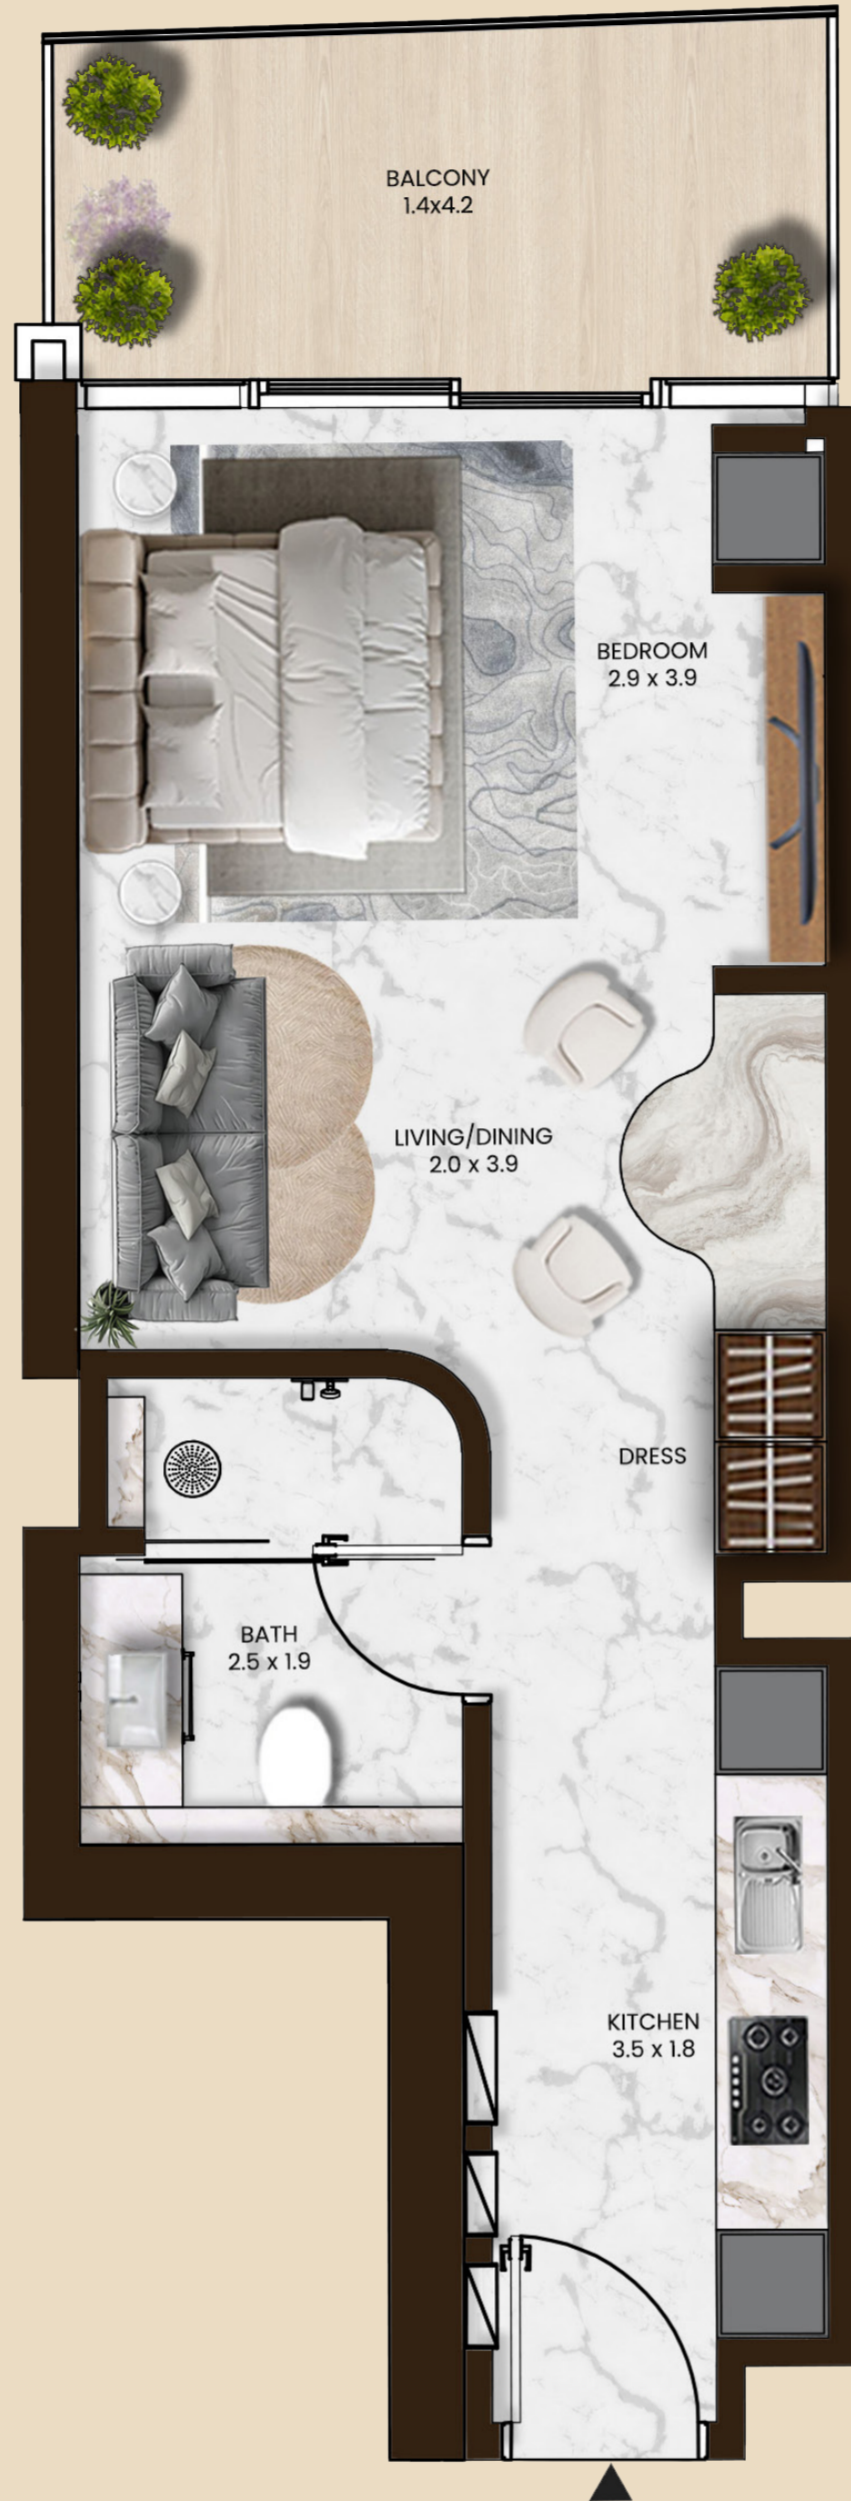 BALCONY
1.4x4.2
BEDROOM
2.9 x 3.9
LIVING/DINING
2.0 x 3.9
DRESS
BATH
2.5 x 1.9
KITCHEN
3.5 x 1.8